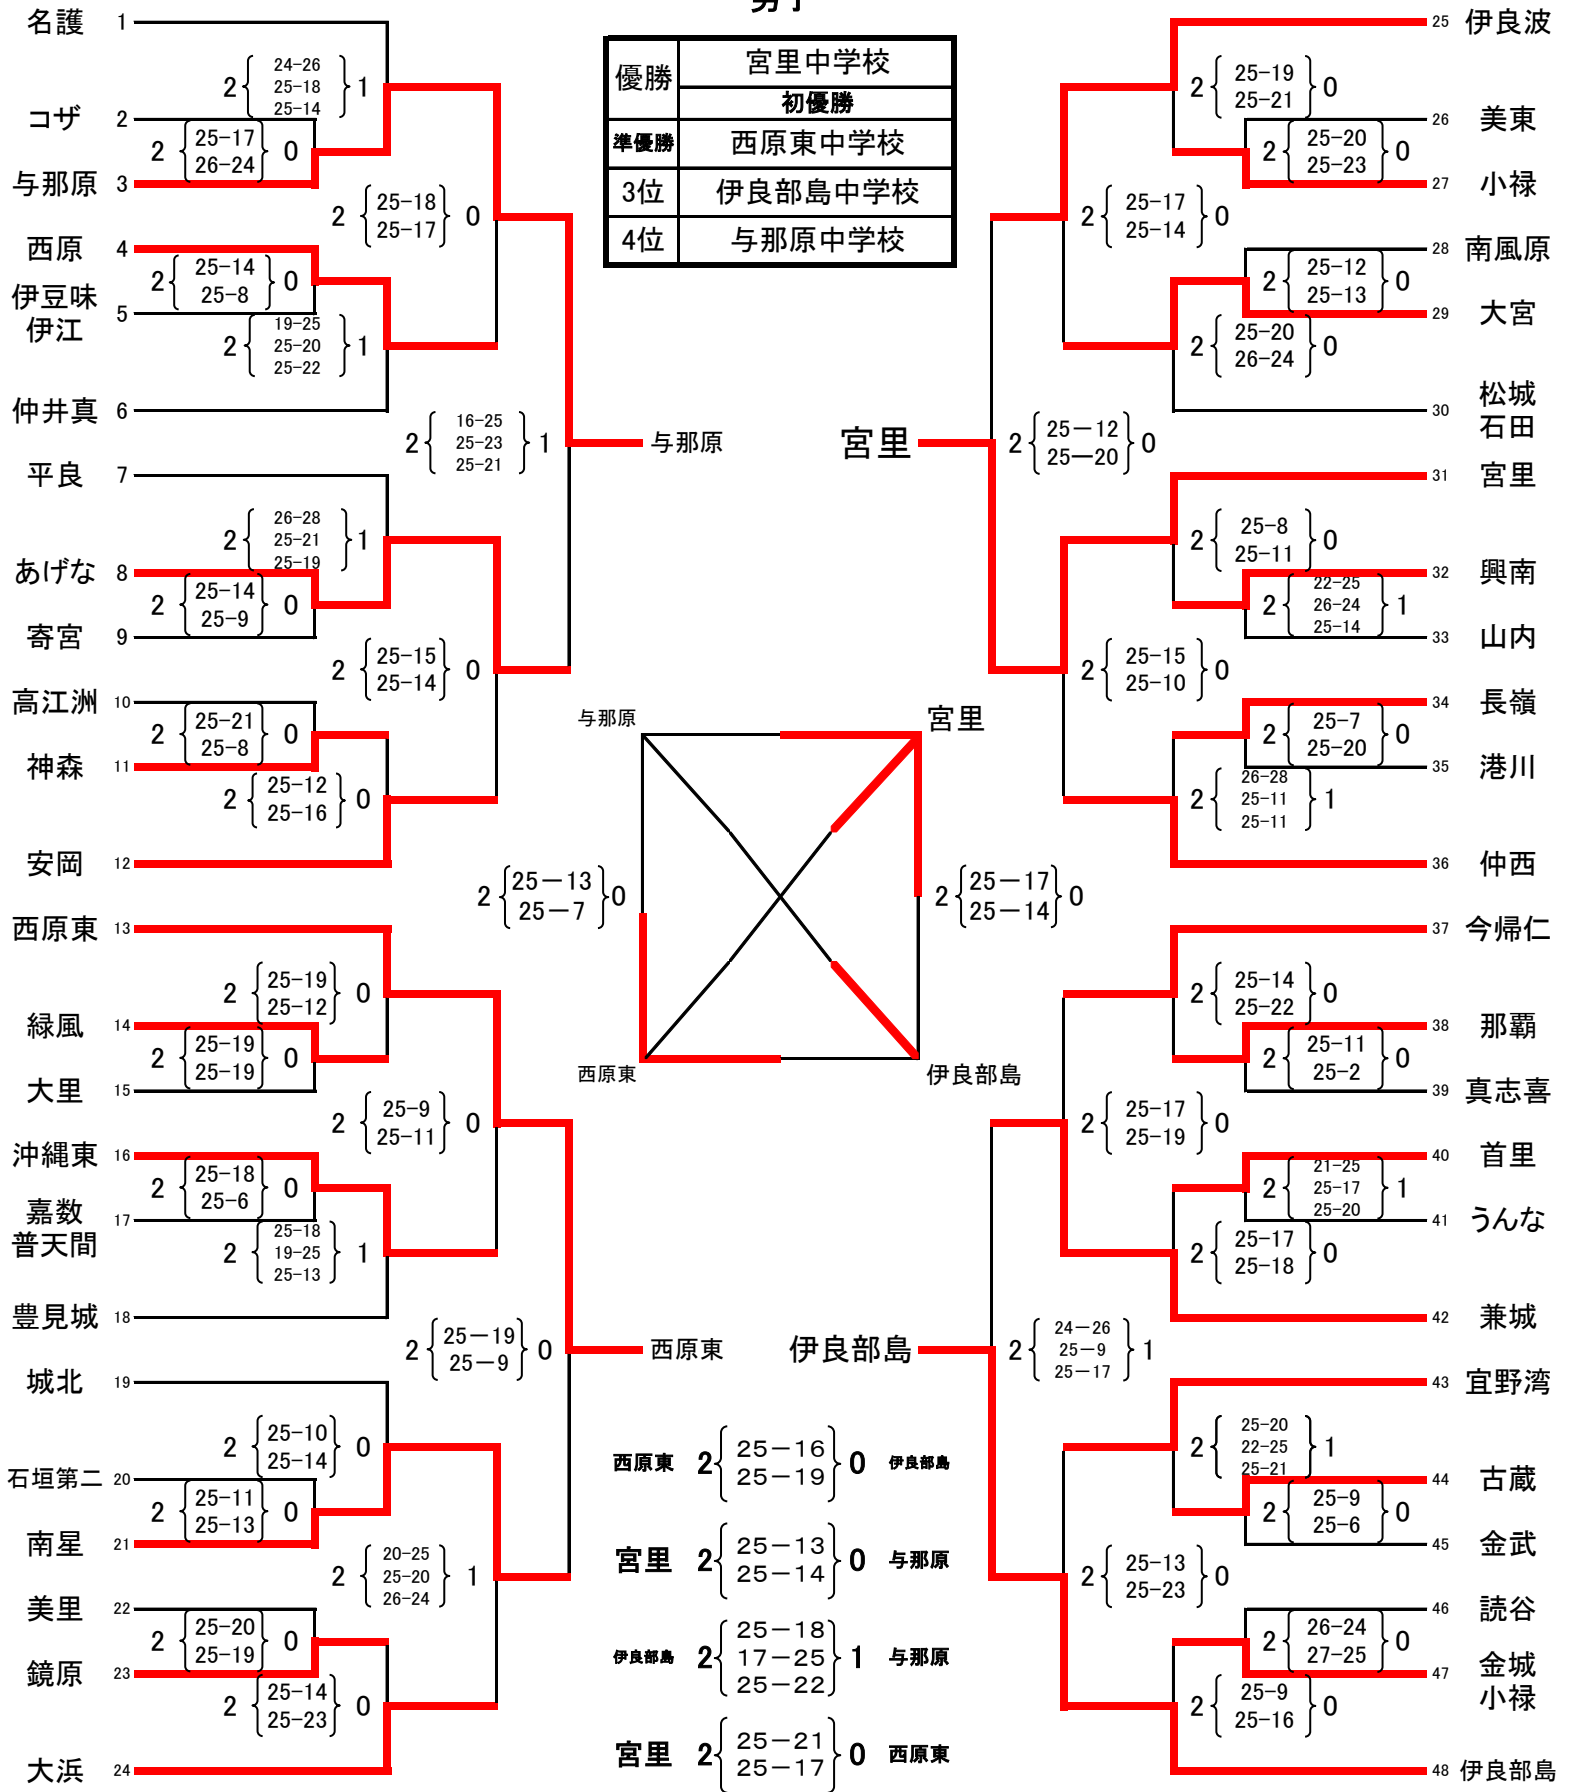 男子
優勝
宮里中学校
初優勝
準優勝
西原東中学校
3位
伊良部島中学校
4位
与那原中学校
名護 1
2 24-26 1
25-18
25-14
コザ 2
2 25-17 0
26-24
与那原 3
2 25-18 0
25-17
西原 4
2 25-14 0
25-8
伊豆味
伊江 5
2 19-25 1
25-20
25-22
仲井真 6
2 16-25 1
25-23
25-21
与那原
平良 7
2 26-28 1
25-21
25-19
あげな 8
2 25-14 0
25-9
寄宮 9
2 25-15 0
25-14
高江洲 10
2 25-21 0
25-8
神森 11
2 25-12 0
25-16
安岡 12
西原東 13
2 25-19 0
25-12
緑風 14
2 25-19 0
25-19
大里 15
2 25-9 0
25-11
沖縄東 16
2 25-18 0
25-6
嘉数
普天間 17
2 25-18 1
19-25
25-13
豊見城 18
2 25-19 0
25-9
西原東
城北 19
2 25-10 0
25-14
石垣第二 20
2 25-11 0
25-13
南星 21
2 20-25 1
25-20
26-24
美里 22
2 25-20 0
25-19
鏡原 23
2 25-14 0
25-23
大浜 24
25 伊良波
2 25-19 0
25-21
26 美東
2 25-20 0
25-23
27 小禄
2 25-17 0
25-14
28 南風原
2 25-12 0
25-13
29 大宮
2 25-20 0
26-24
30 松城
石田
宮里
2 25-12 0
25-20
31 宮里
2 25-8 0
25-11
32 興南
2 22-25 1
26-24
25-14
33 山内
2 25-15 0
25-10
34 長嶺
2 25-7 0
25-20
35 港川
2 26-28 1
25-11
25-11
36 仲西
37 今帰仁
2 25-14 0
25-22
38 那覇
2 25-11 0
25-2
39 真志喜
2 25-17 0
25-19
40 首里
2 21-25 1
25-17
25-20
41 うんな
2 25-17 0
25-18
42 兼城
伊良部島
2 24-26 1
25-9
25-17
43 宜野湾
2 25-20 1
22-25
25-21
44 古蔵
2 25-9 0
25-6
45 金武
2 25-13 0
25-23
46 読谷
2 26-24 0
27-25
47 金城
小禄
2 25-9 0
25-16
48 伊良部島
与那原
宮里
2 25-13 0
25-7
2 25-17 0
25-14
西原東
伊良部島
西原東 2 25-16 0 伊良部島
25-19
宮里 2 25-13 0 与那原
25-14
伊良部島 2 25-18 1 与那原
17-25
25-22
宮里 2 25-21 0 西原東
25-17